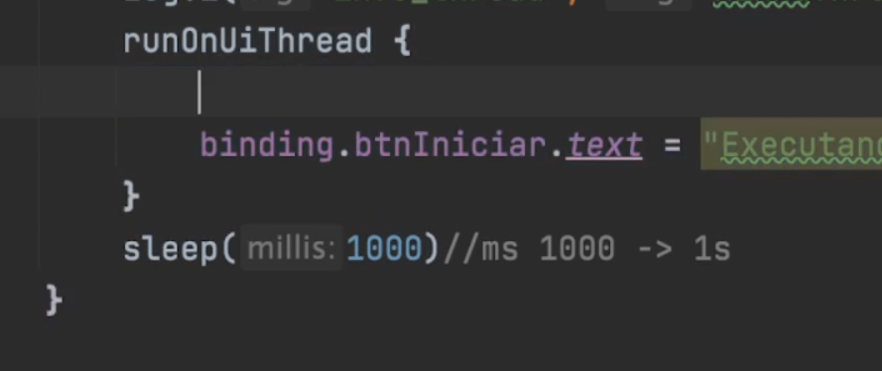 runOnUiThread {
binding.btnIniciar.text = "Executand
}
sleep( millis: 1000)//ms 1000 -> 1s
}